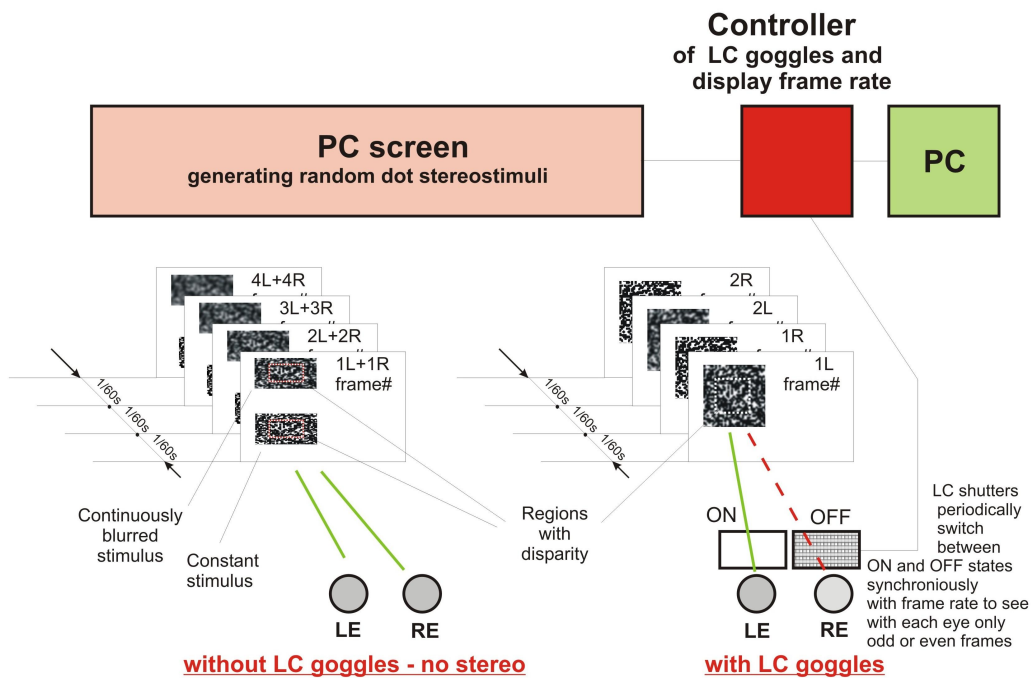 Controller
of LC goggles and
display frame rate
PC screen
generating random dot stereostimuli
PC
4L+4R
frame#
3L+3R
frame#
2L+2R
frame#
1L+1R
frame#
2R
2L
1R
1L
frame#
1/60s
1/60s
1/60s
1/60s
1/60s
1/60s
Continuously
blurred
stimulus
Constant
stimulus
Regions
with
disparity
ON
OFF
LC shutters
periodically
switch
between
ON and OFF states
synchroniously
with frame rate to see
with each eye only
odd or even frames
LE
RE
LE
RE
without LC goggles - no stereo
with LC goggles